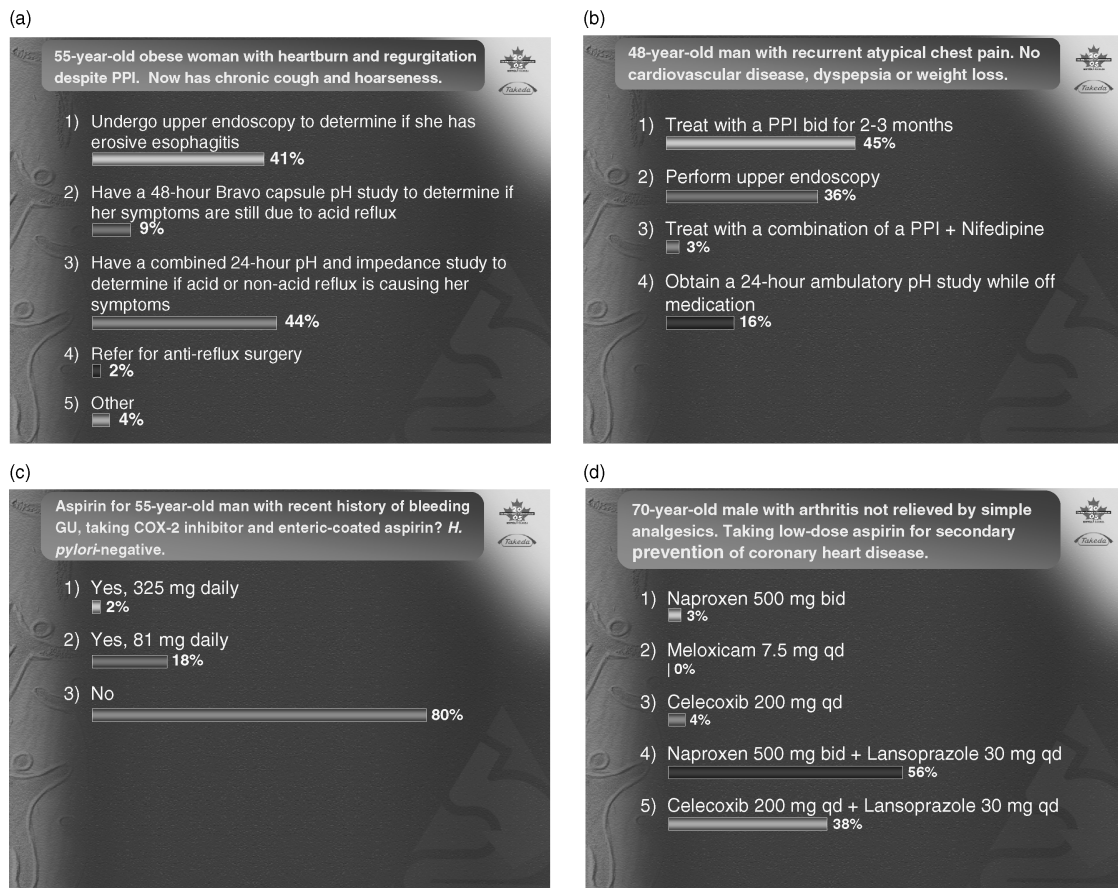 (a)
55-year-old obese woman with heartburn and regurgitation
despite PPI. Now has chronic cough and hoarseness.
Takeda
1) Undergo upper endoscopy to determine if she has
erosive esophagitis
41%
2) Have a 48-hour Bravo capsule pH study to determine if
her symptoms are still due to acid reflux
9%
3) Have a combined 24-hour pH and impedance study to
determine if acid or non-acid reflux is causing her
symptoms
44%
4) Refer for anti-reflux surgery
2%
5) Other
4%
(b)
48-year-old man with recurrent atypical chest pain. No
cardiovascular disease, dyspepsia or weight loss.
Takeda
1) Treat with a PPI bid for 2-3 months
45%
2) Perform upper endoscopy
36%
3) Treat with a combination of a PPI + Nifedipine
3%
4) Obtain a 24-hour ambulatory pH study while off
medication
16%
(c)
Aspirin for 55-year-old man with recent history of bleeding
GU, taking COX-2 inhibitor and enteric-coated aspirin? H.
pylori-negative.
Takeda
1) Yes, 325 mg daily
2%
2) Yes, 81 mg daily
18%
3) No
80%
(d)
70-year-old male with arthritis not relieved by simple
analgesics. Taking low-dose aspirin for secondary
prevention of coronary heart disease.
Takeda
1) Naproxen 500 mg bid
3%
2) Meloxicam 7.5 mg qd
0%
3) Celecoxib 200 mg qd
4%
4) Naproxen 500 mg bid + Lansoprazole 30 mg qd
56%
5) Celecoxib 200 mg qd + Lansoprazole 30 mg qd
38%